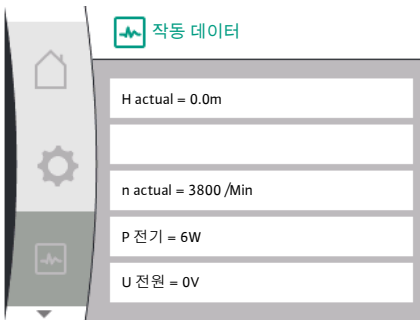 작동 데이터
H actual = 0.0m
n actual = 3800 /Min
P 전기 = 6W
U 전원 = 0V